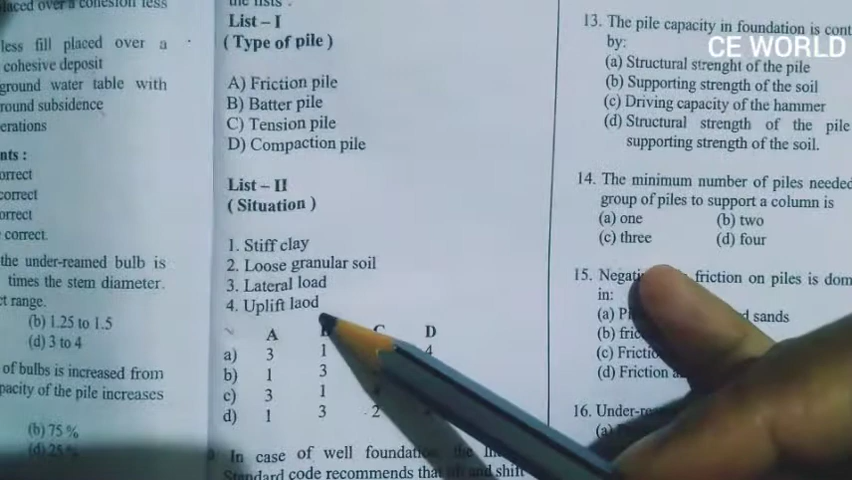 placed over a cohesion less
less fill placed over a
cohesive deposit
ground water table with
round subsidence
erations
nts :
orrect
correct
orrect
correct.
the under-reamed bulb is
times the stem diameter.
ct range.
(b) 1.25 to 1.5
(d) 3 to 4
of bulbs is increased from
pacity of the pile increases
(b) 75 %
(d) 25 %
the lists :
List – I
( Type of pile )
A) Friction pile
B) Batter pile
C) Tension pile
D) Compaction pile
List – II
( Situation )
1. Stiff clay
2. Loose granular soil
3. Lateral load
4. Uplift laod
A C D
a) 3 1 4
b) 1 3
c) 3 1
d) 1 3 2
In case of well foundation the
Standard code recommends that and shift
13. The pile capacity in foundation is cont
by:
(a) Structural strenght of the pile
(b) Supporting strength of the soil
(c) Driving capacity of the hammer
(d) Structural strength of the pile
supporting strength of the soil.
14. The minimum number of piles needed
group of piles to support a column is
(a) one (b) two
(c) three (d) four
15. friction on piles is dom
in:
(a) d sands
(b) fric
(c) Frictio
(d) Friction
16. Under-re
(a)
CE WORLD